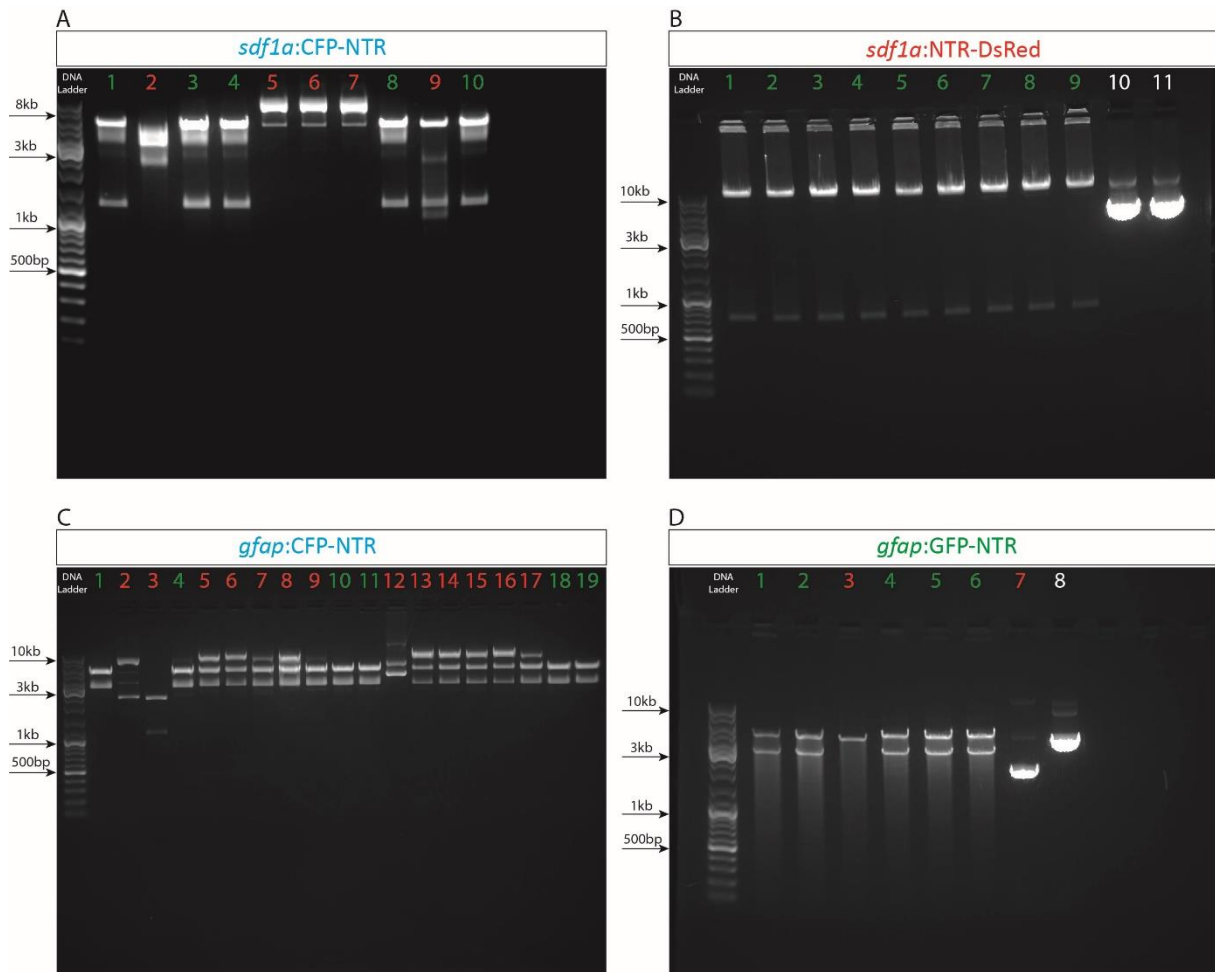 A
sdf1a:CFP-NTR
DNA
Ladder
1 2 3 4 5 6 7 8 9 10
8kb
3kb
1kb
500bp
B
sdf1a:NTR-DsRed
DNA
Ladder
1 2 3 4 5 6 7 8 9 10 11
10kb
3kb
1kb
500bp
C
gfap:CFP-NTR
DNA
Ladder
1 2 3 4 5 6 7 8 9 10 11 12 13 14 15 16 17 18 19
10kb
3kb
1kb
500bp
D
gfap:GFP-NTR
DNA
Ladder
1 2 3 4 5 6 7 8
10kb
3kb
1kb
500bp